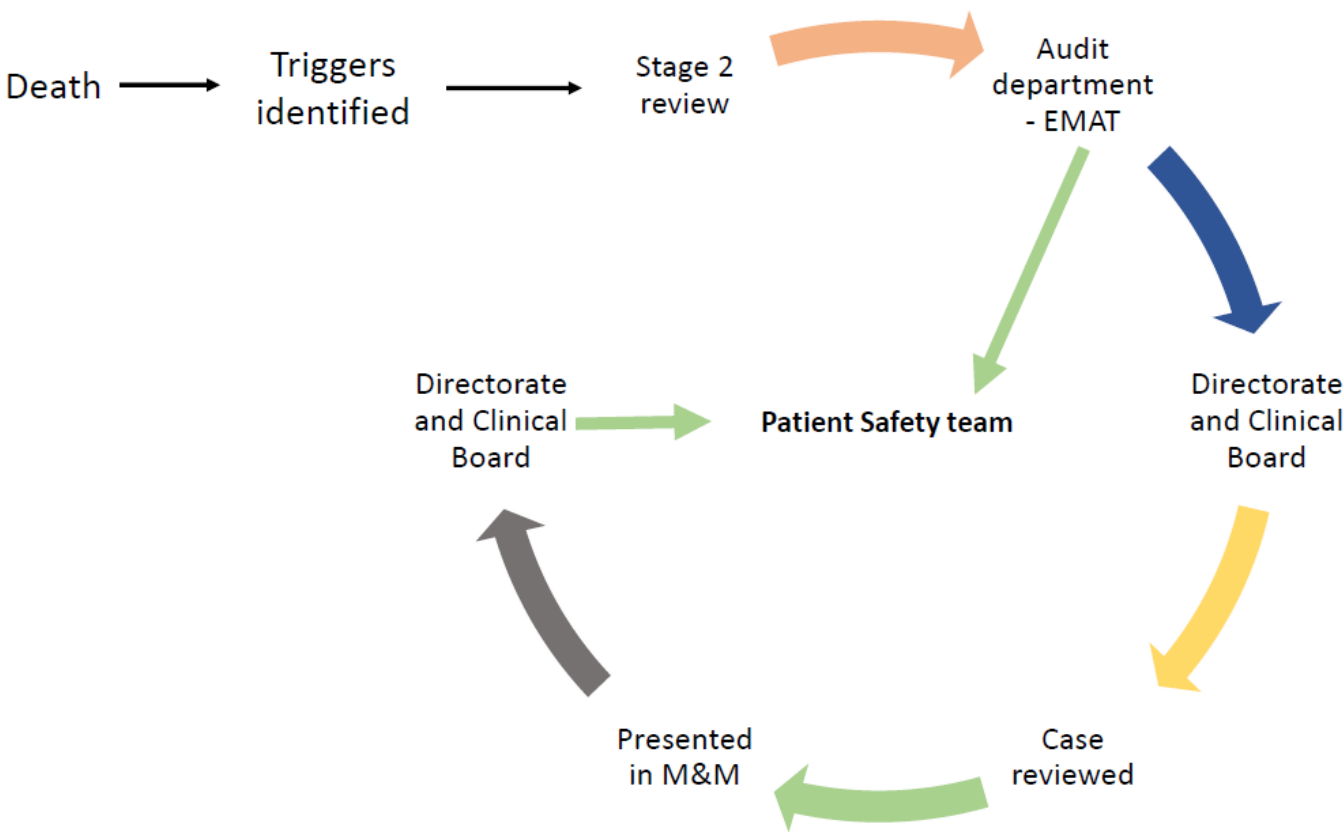 Death
Triggers
identified
Stage 2
review
Audit
department
- EMAT
Directorate
and Clinical
Board
Patient Safety team
Directorate
and Clinical
Board
Presented
in M&M
Case
reviewed